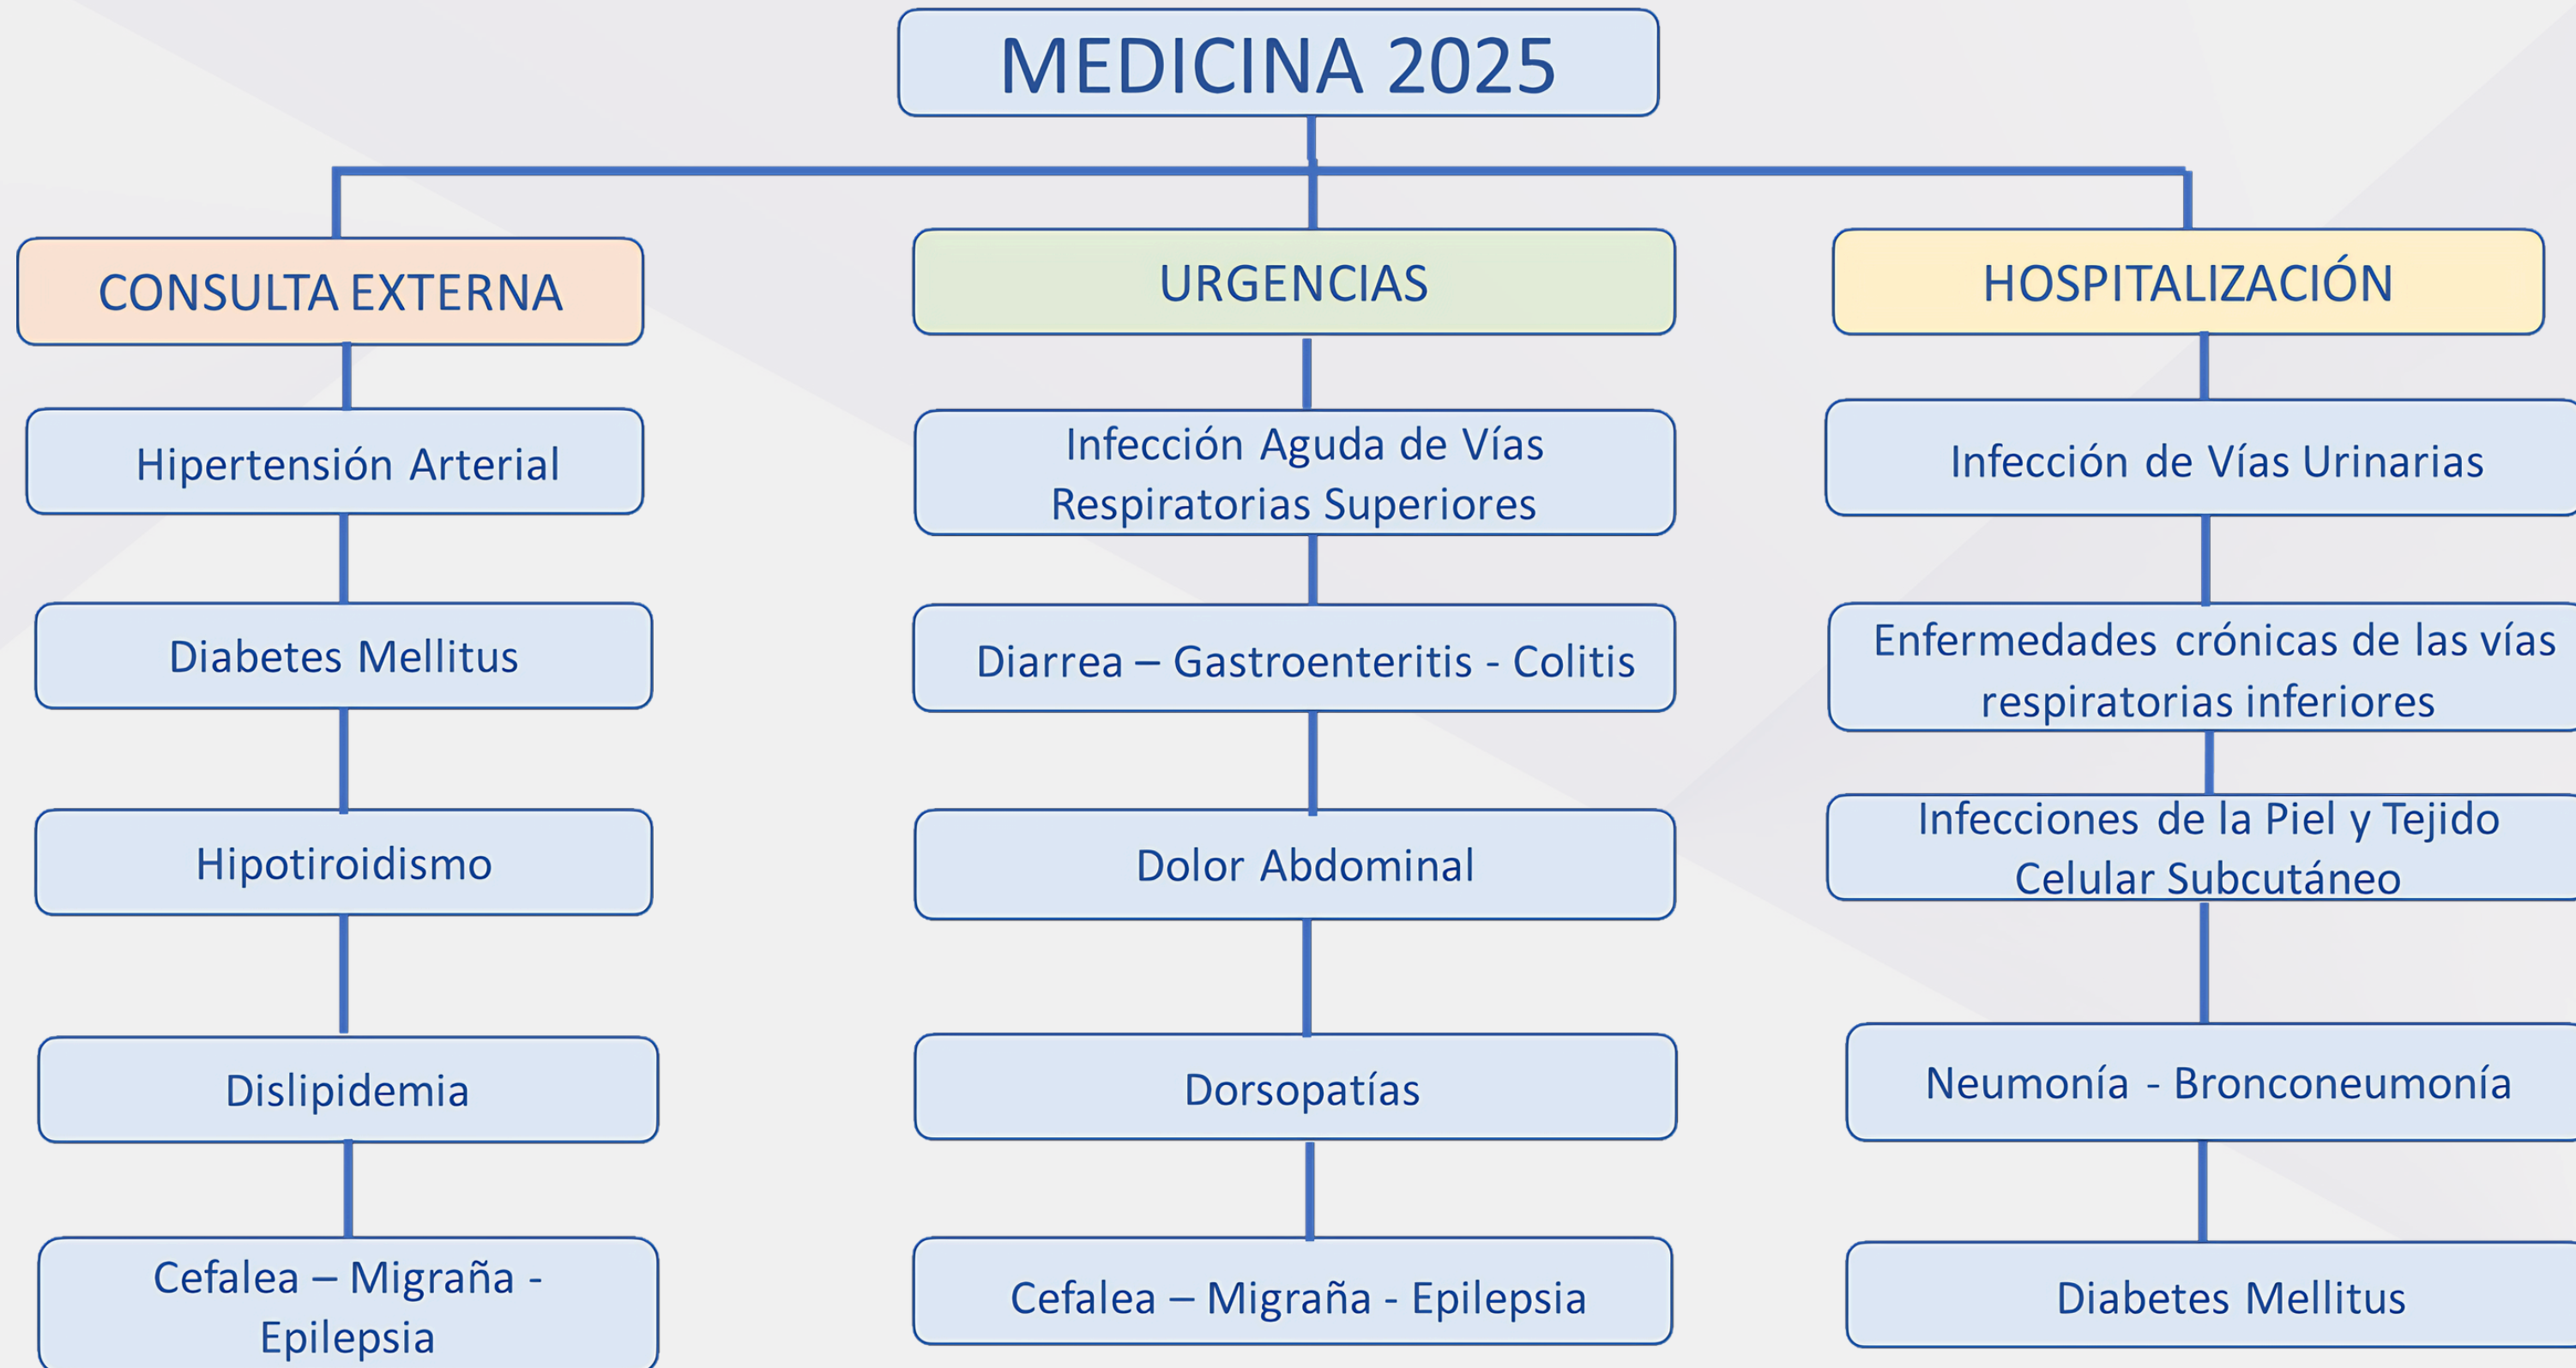 MEDICINA 2025
CONSULTA EXTERNA
Hipertensión Arterial
Diabetes Mellitus
Hipotiroidismo
Dislipidemia
Cefalea – Migraña -
Epilepsia
URGENCIAS
Infección Aguda de Vías
Respiratorias Superiores
Diarrea – Gastroenteritis - Colitis
Dolor Abdominal
Dorsopatías
Cefalea – Migraña - Epilepsia
HOSPITALIZACIÓN
Infección de Vías Urinarias
Enfermedades crónicas de las vías
respiratorias inferiores
Infecciones de la Piel y Tejido
Celular Subcutáneo
Neumonía - Bronconeumonía
Diabetes Mellitus